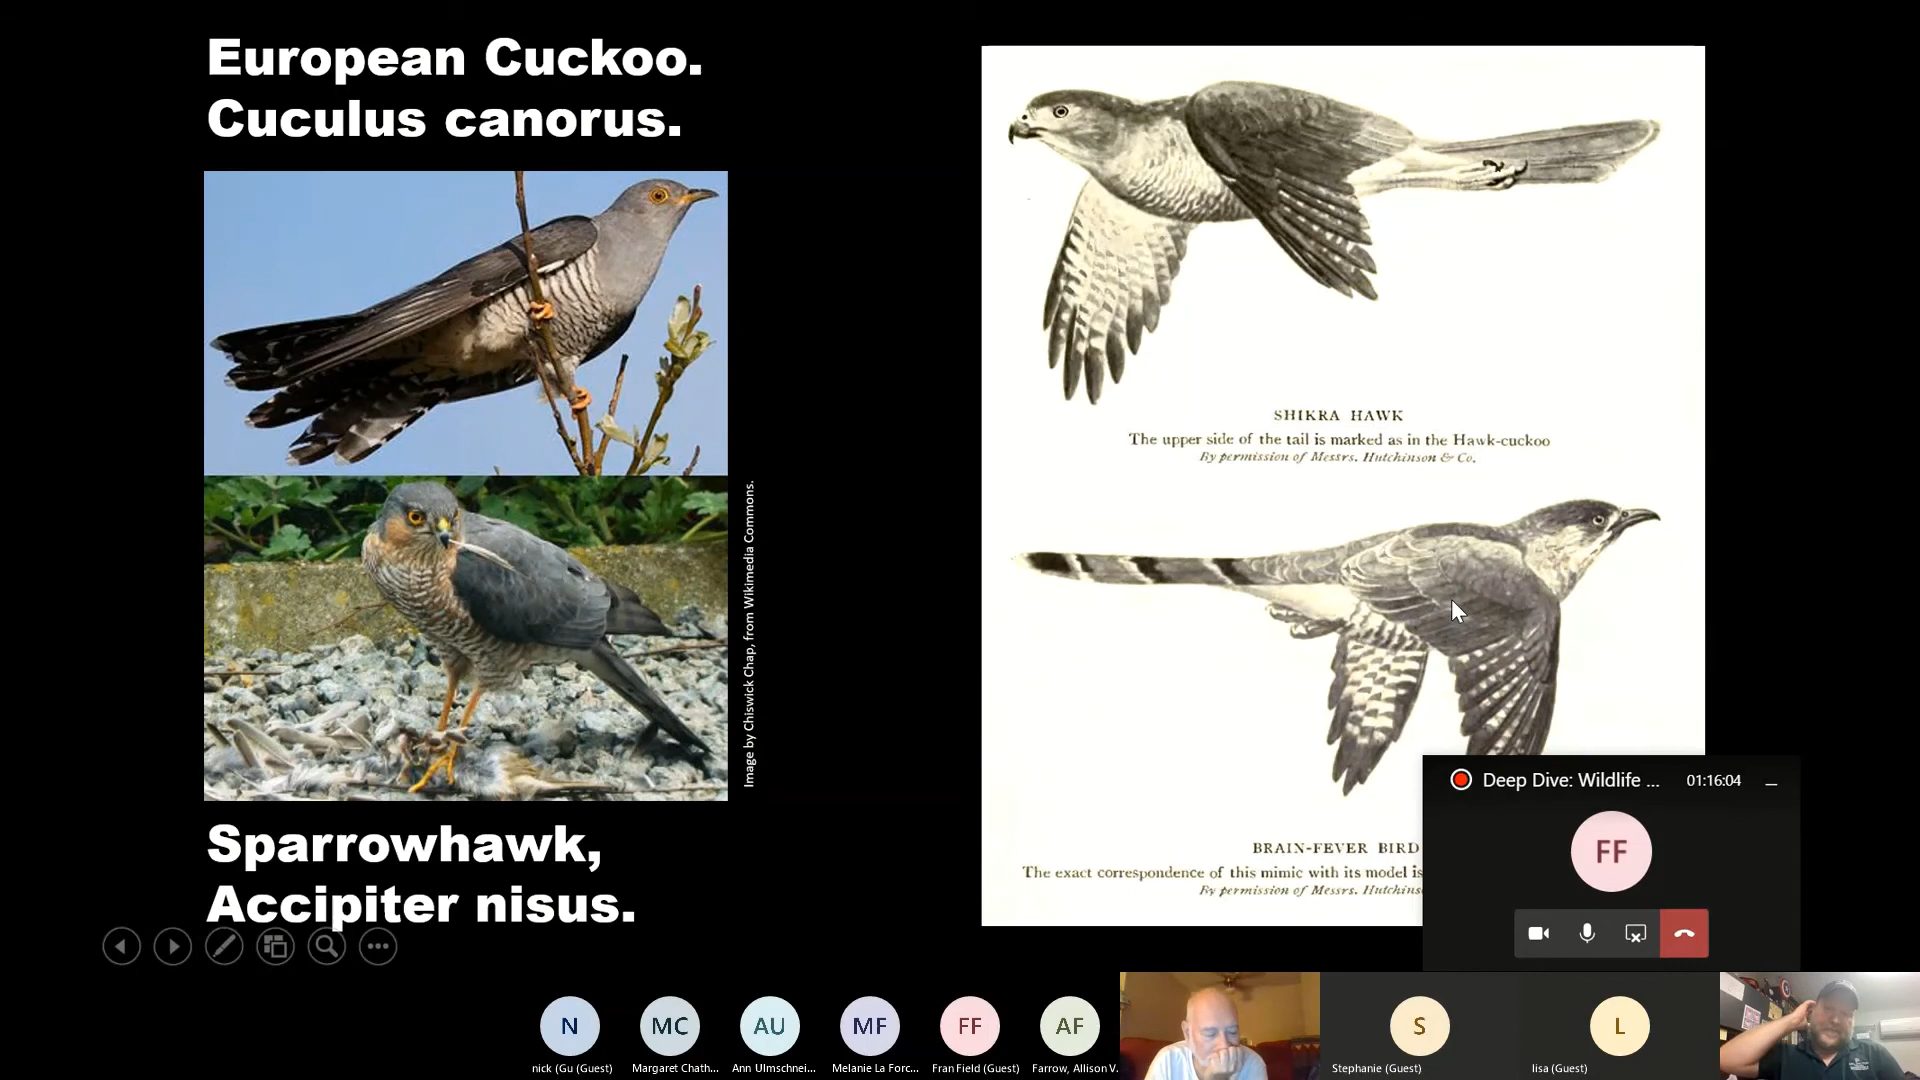 European Cuckoo.
Cuculus canorus.
Image by Chiswick Chap, from Wikimedia Commons.
Sparrowhawk,
Accipiter nisus.
SHIKRA HAWK
The upper side of the tail is marked as in the Hawk-cuckoo
By permission of Messrs. Hutchinson & Co.
BRAIN-FEVER BIRD
The exact correspondence of this mimic with its model is
By permission of Messrs.
Deep Dive: Wildlife ...
01:16:04
FF
N
MC
AU
MF
FF
AF
S
L
nick (Gu (Guest)
Margaret Chath...
Ann Ulmschnei...
Melanie La Forc...
Fran Field (Guest)
Farrow, Allison V.
Stephanie (Guest)
lisa (Guest)